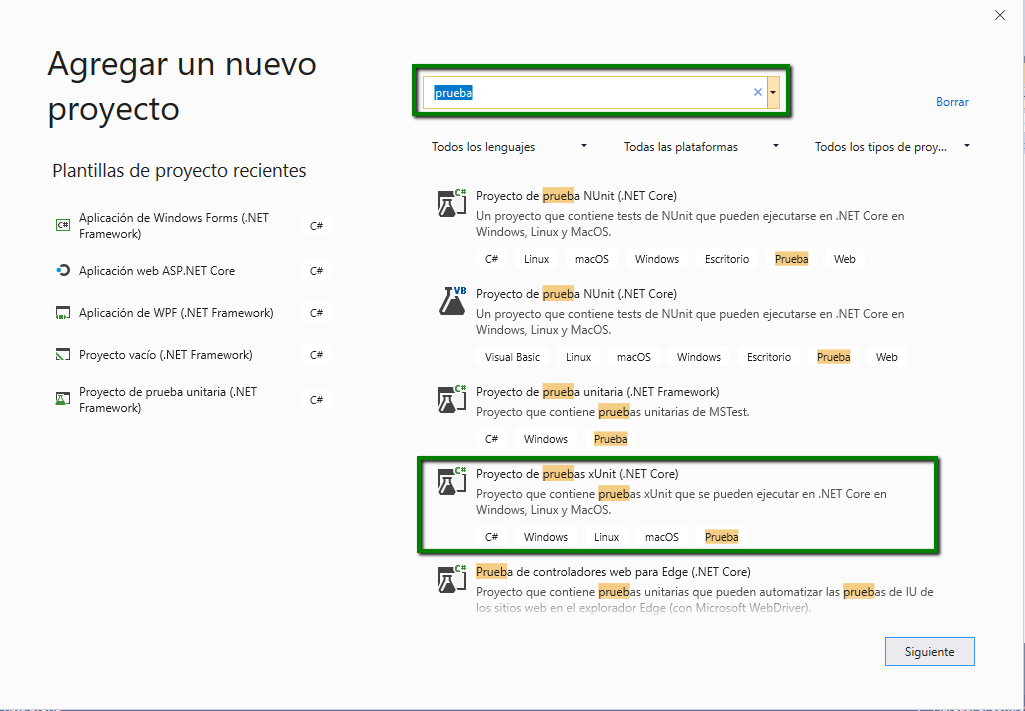 Agregar un nuevo
proyecto
Plantillas de proyecto recientes
C#
Aplicación de Windows Forms (.NET
Framework)
C#
Aplicación web ASP.NET Core
C#
Aplicación de WPF (.NET Framework)
C#
Proyecto vacío (.NET Framework)
C#
Proyecto de prueba unitaria (.NET
Framework)
C#
prueba
Borrar
Todos los lenguajes
Todas las plataformas
Todos los tipos de proy...
C#
Proyecto de prueba NUnit (.NET Core)
Un proyecto que contiene tests de NUnit que pueden ejecutarse en .NET Core en
Windows, Linux y MacOS.
C# Linux macOS Windows Escritorio Prueba Web
VB
Proyecto de prueba NUnit (.NET Core)
Un proyecto que contiene tests de NUnit que pueden ejecutarse en .NET Core en
Windows, Linux y MacOS.
Visual Basic Linux macOS Windows Escritorio Prueba Web
C#
Proyecto de prueba unitaria (.NET Framework)
Proyecto que contiene pruebas unitarias de MSTest.
C# Windows Prueba
C#
Proyecto de pruebas xUnit (.NET Core)
Proyecto que contiene pruebas xUnit que se pueden ejecutar en .NET Core en
Windows, Linux y MacOS.
C# Windows Linux macOS Prueba
C#
Prueba de controladores web para Edge (.NET Core)
Proyecto que contiene pruebas unitarias que pueden automatizar las pruebas de IU de
los sitios web en el explorador Edge (con Microsoft WebDriver).
Siguiente